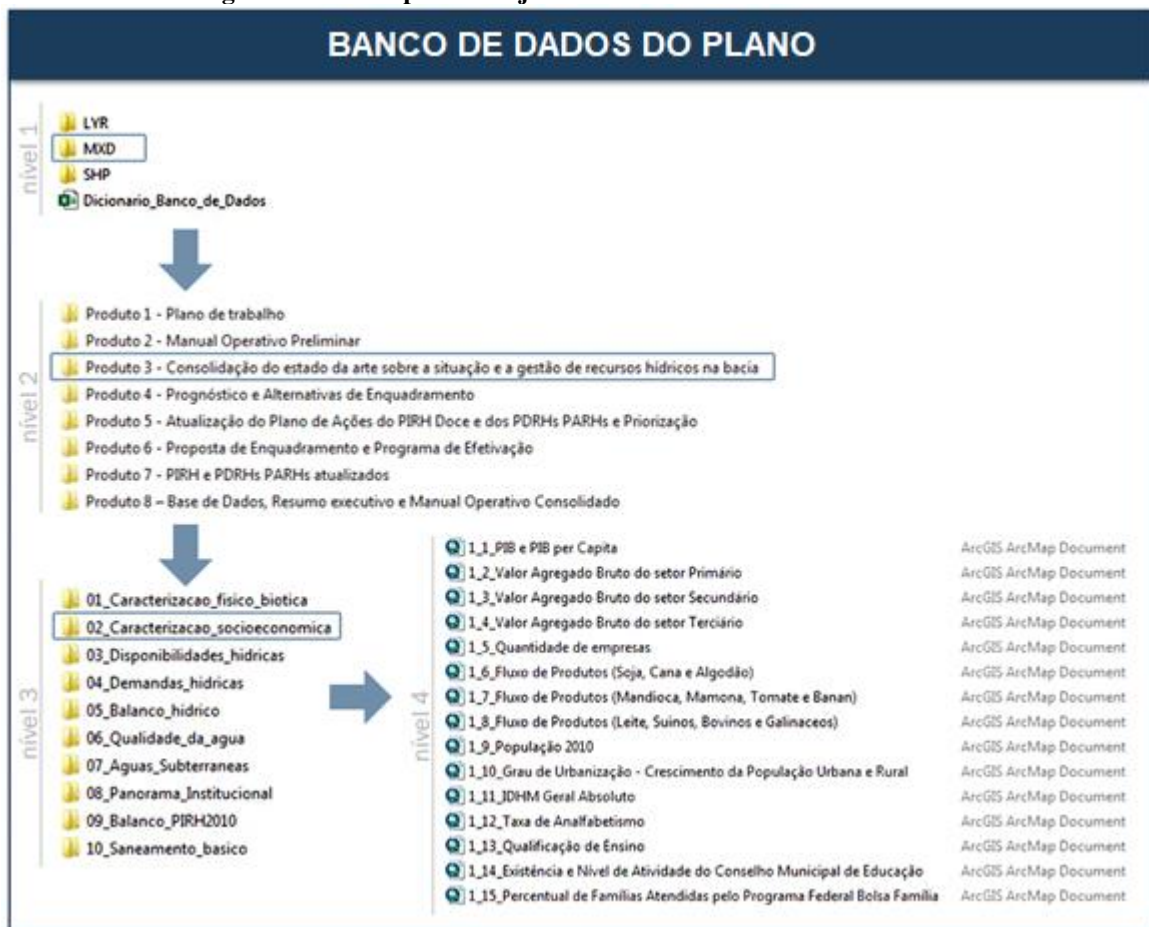 BANCO DE DADOS DO PLANO
nível 1
LYR
MXD
SHP
Dicionario_Banco_de_Dados
nível 2
Produto 1 - Plano de trabalho
Produto 2 - Manual Operativo Preliminar
Produto 3 - Consolidação do estado da arte sobre a situação e a gestão de recursos hídricos na bacia
Produto 4 - Prognóstico e Alternativas de Enquadramento
Produto 5 - Atualização do Plano de Ações do PIRH Doce e dos PDRHs PARHs e Priorização
Produto 6 - Proposta de Enquadramento e Programa de Efetivação
Produto 7 - PIRH e PDRHs PARHs atualizados
Produto 8 – Base de Dados, Resumo executivo e Manual Operativo Consolidado
nível 3
01_Caracterizacao_fisico_biotica
02_Caracterizacao_socioeconomica
03_Disponibilidades_hidricas
04_Demandas_hidricas
05_Balanco_hidrico
06_Qualidade_da_agua
07_Aguas_Subterraneas
08_Panorama_Institucional
09_Balanco_PIRH2010
10_Saneamento_basico
nível 4
1_1_PIB e PIB per Capita ArcGIS ArcMap Document
1_2_Valor Agregado Bruto do setor Primário ArcGIS ArcMap Document
1_3_Valor Agregado Bruto do setor Secundário ArcGIS ArcMap Document
1_4_Valor Agregado Bruto do setor Terciário ArcGIS ArcMap Document
1_5_Quantidade de empresas ArcGIS ArcMap Document
1_6_Fluxo de Produtos (Soja, Cana e Algodão) ArcGIS ArcMap Document
1_7_Fluxo de Produtos (Mandioca, Mamona, Tomate e Banan) ArcGIS ArcMap Document
1_8_Fluxo de Produtos (Leite, Suinos, Bovinos e Galinaceos) ArcGIS ArcMap Document
1_9_População 2010 ArcGIS ArcMap Document
1_10_Grau de Urbanização - Crescimento da População Urbana e Rural ArcGIS ArcMap Document
1_11_IDHM Geral Absoluto ArcGIS ArcMap Document
1_12_Taxa de Analfabetismo ArcGIS ArcMap Document
1_13_Qualificação de Ensino ArcGIS ArcMap Document
1_14_Existência e Nível de Atividade do Conselho Municipal de Educação ArcGIS ArcMap Document
1_15_Percentual de Famílias Atendidas pelo Programa Federal Bolsa Família ArcGIS ArcMap Document